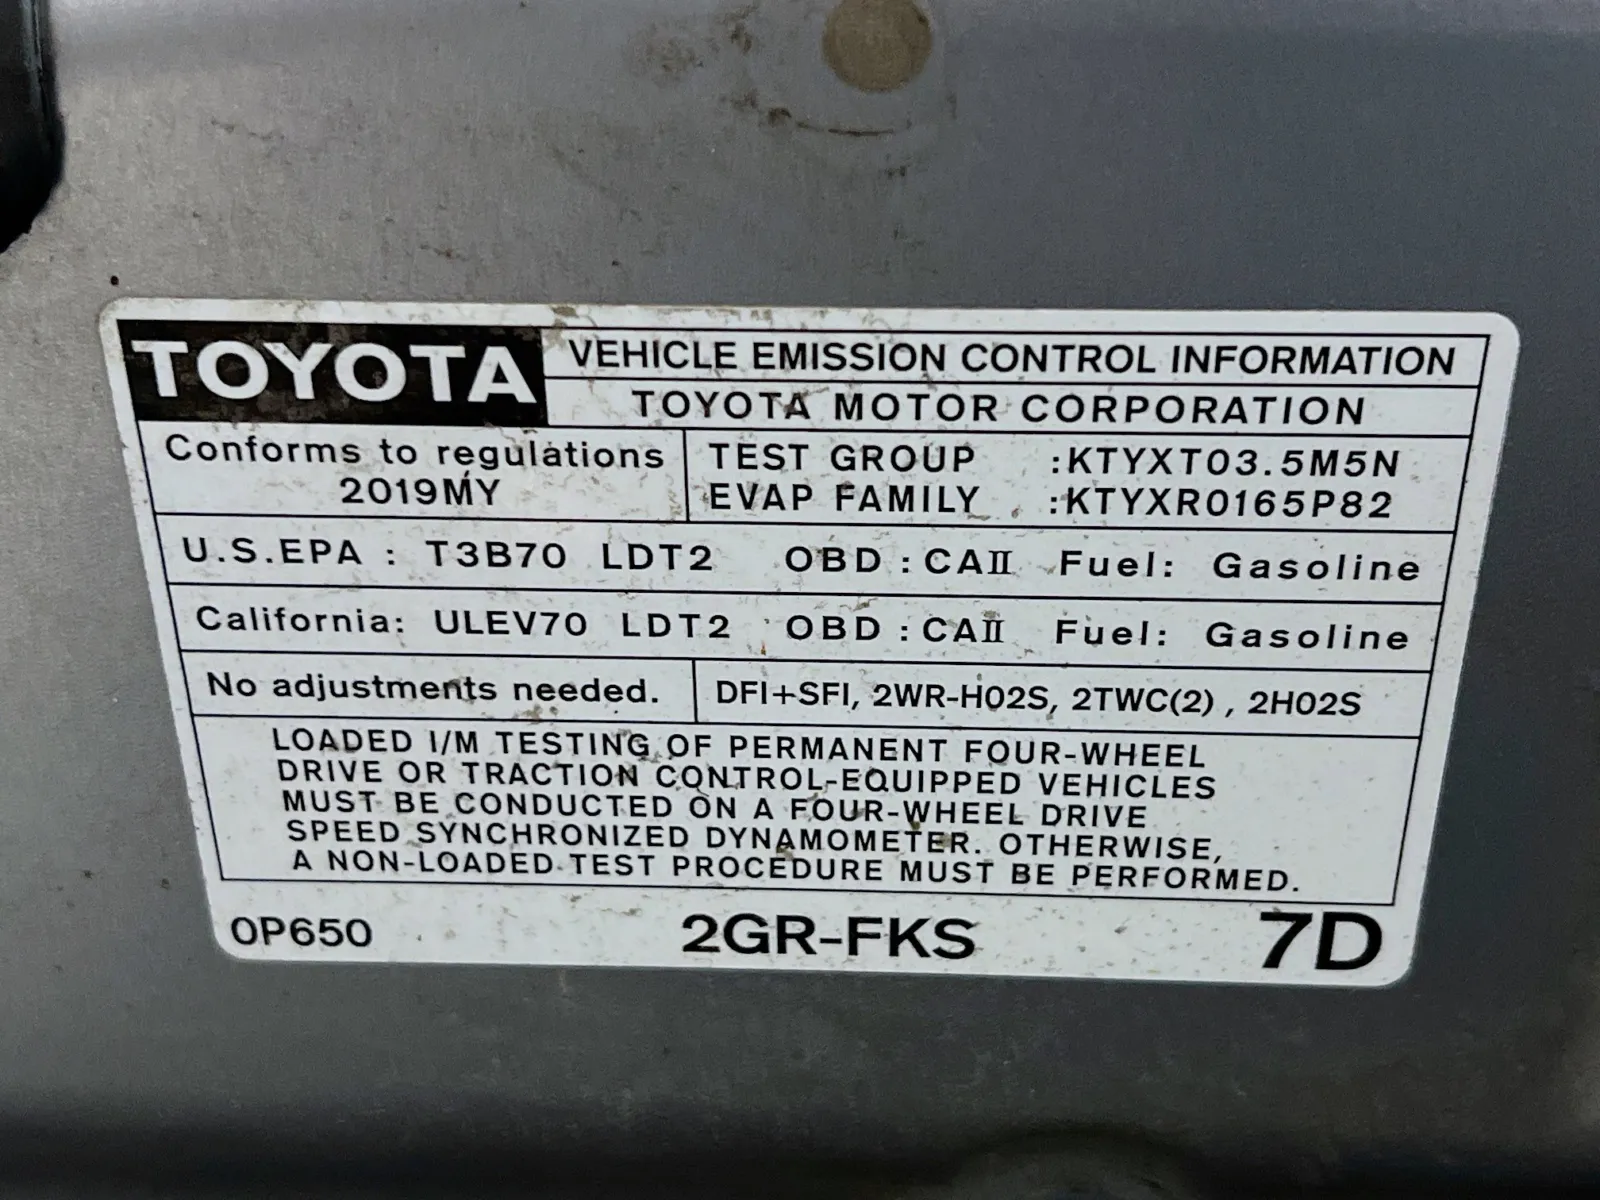 TOYOTA
VEHICLE EMISSION CONTROL INFORMATION
TOYOTA MOTOR CORPORATION
Conforms to regulations
2019MY
TEST GROUP :KTYXT03.5M5N
EVAP FAMILY :KTYXR0165P82
U.S.EPA : T3B70 LDT2 OBD : CAII Fuel: Gasoline
California: ULEV70 LDT2 OBD : CAII Fuel: Gasoline
No adjustments needed.
DFI+SFI, 2WR-HO2S, 2TWC(2) , 2HO2S
LOADED I/M TESTING OF PERMANENT FOUR-WHEEL
DRIVE OR TRACTION CONTROL-EQUIPPED VEHICLES
MUST BE CONDUCTED ON A FOUR-WHEEL DRIVE
SPEED SYNCHRONIZED DYNAMOMETER. OTHERWISE,
A NON-LOADED TEST PROCEDURE MUST BE PERFORMED.
0P650 2GR-FKS 7D